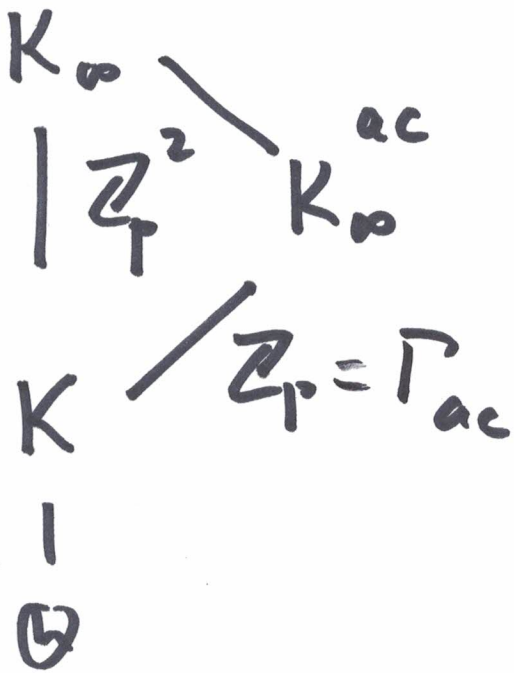 K∞
ℤp²
K∞^ac
ℤp = Γac
K
ℚ